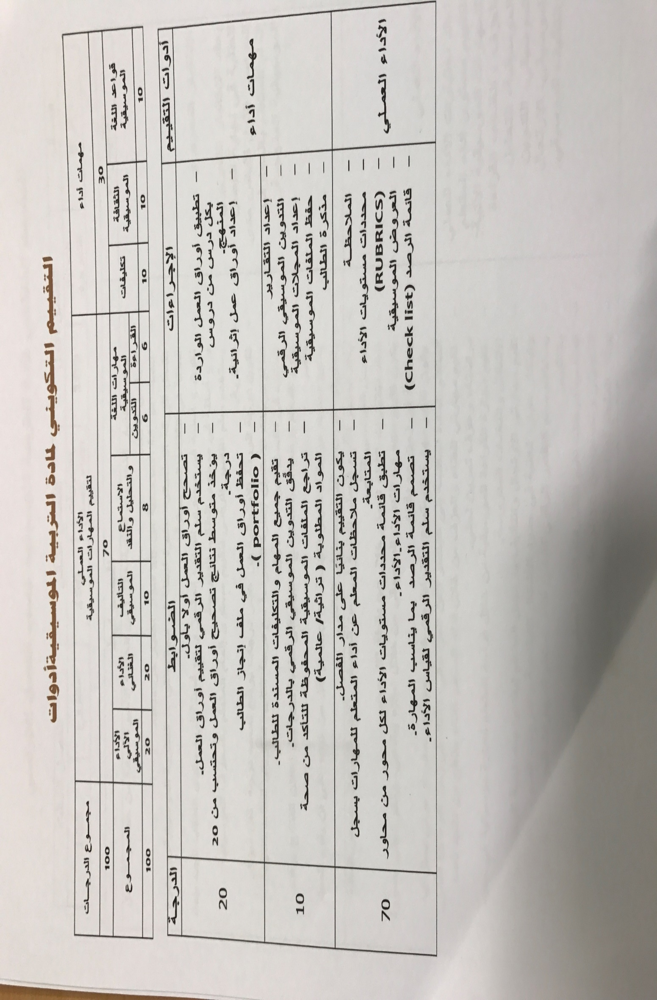 التقييم التكويني لمادة التربية الموسيقيةأدوات
مهمات أداء
الأداء العملي
لتقييم المهارات الموسيقية
مجموع الدرجات
30
70
100
قواعد اللغة
الموسيقية
الثقافة
الموسيقية
تكليفات
مهارات اللغة
الموسيقية
القراءة
التدوين
الاستماع
والتحليل والنقد
التأليف
الموسيقي
الأداء
الغنائي
الأداء
الآلي
الموسيقي
المجموع
10
10
10
6
6
8
10
20
20
100
أدوات التقييم
الإجراءات
الضوابط
الدرجة
مهمات أداء
– تطبيق أوراق العمل الواردة
بكل درس من دروس
المنهج.
– إعداد أوراق عمل إثرائية.
– تصحح أوراق العمل أولا بأول.
– يستخدم سلم التقدير الرقمي لتقييم أوراق العمل.
– يؤخذ متوسط نتائج تصحيح أوراق العمل وتحتسب من 20
درجة.
– تحفظ أوراق العمل في ملف إنجاز الطالب
– ( portfolio ).
20
– إعداد التقارير
– التدوين الموسيقي الرقمي
– إعداد المجلات الموسيقية
– حفظ الملفات الموسيقية
– مذكرة الطالب
– تقيم جميع المهام والتكليفات المسندة للطالب.
– يدقّق التدوين الموسيقي الرقمي بالدرجات.
– تراجع الملفات الموسيقية المحفوظة للتأكد من صحة
المواد المطلوبة ( تراثية/ عالمية)
10
الأداء العملي
– الملاحظة
– محددات مستويات الأداء
– (RUBRICS)
– العروض الموسيقية
– قائمة الرصد (Check list)
– يكون التقييم بنائيًا على مدار الفصل.
– تسجل ملاحظات المعلم عن أداء المتعلم للمهارات بسجل
المتابعة.
– تطبق قائمة محددات مستويات الأداء لكل محور من محاور
مهارات الأداء.الأداء.
– تصمم قائمة الرصد بما يناسب المهارة.
– يستخدم سلم التقدير الرقمي لقياس الأداء.
70